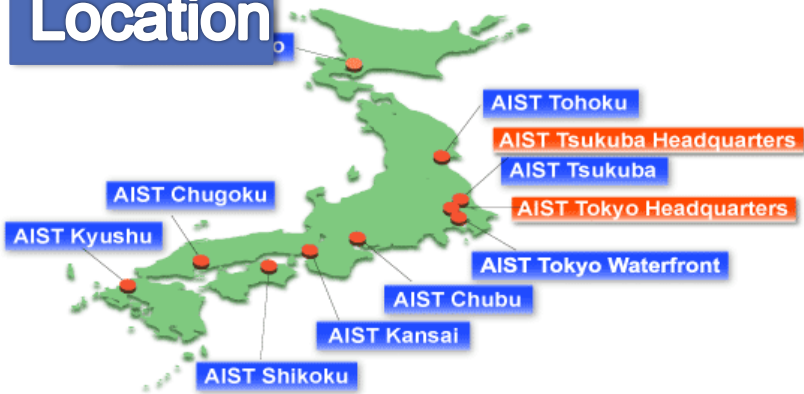 Location
AIST Tohoku
AIST Tsukuba Headquarters
AIST Tsukuba
AIST Chugoku
AIST Tokyo Headquarters
AIST Kyushu
AIST Tokyo Waterfront
AIST Chubu
AIST Kansai
AIST Shikoku